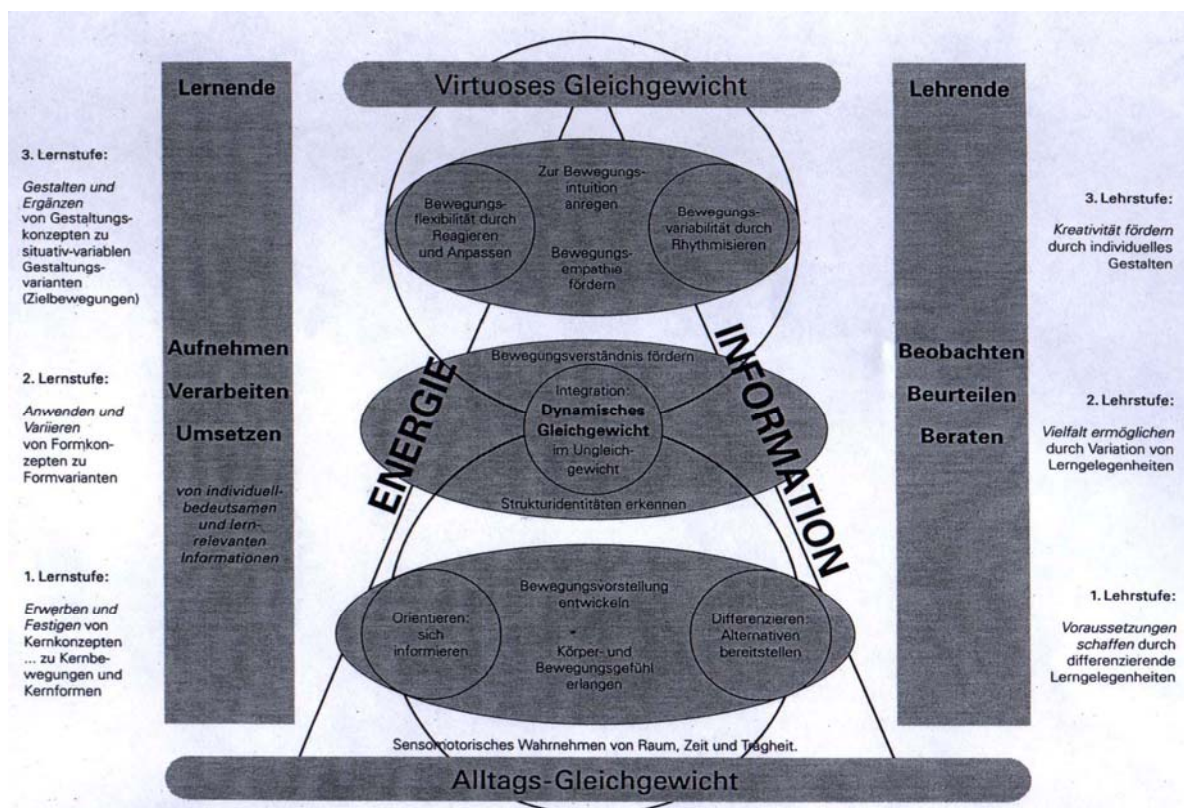 Virtuoses Gleichgewicht
Lernende
3. Lernstufe:
Gestalten und
Ergänzen
von Gestaltungs-
konzepten zu
situativ-variablen
Gestaltungs-
varianten
(Zielbewegungen)
2. Lernstufe:
Anwenden und
Variieren
von Formkon-
zepten zu
Formvarianten
1. Lernstufe:
Erwerben und
Festigen von
Kernkonzepten
... zu Kernbe-
wegungen und
Kernformen
Aufnehmen
Verarbeiten
Umsetzen
von individuell-
bedeutsamen
und lern-
relevanten
Informationen
Zur Bewegungs-
intuition
anregen
Bewegungs-
flexibilität durch
Reagieren
und Anpassen
Bewegungs-
variabilität durch
Rhythmisieren
Bewegungs-
empathie
fördern
ENERGIE
INFORMATION
Bewegungsverständnis fördern
Integration:
Dynamisches
Gleichgewicht
im Ungleich-
gewicht
Strukturidentitäten erkennen
Bewegungsvorstellung
entwickeln
Orientieren:
sich
informieren
Differenzieren:
Alternativen
bereitstellen
Körper- und
Bewegungsgefühl
erlangen
Sensomotorisches Wahrnehmen von Raum, Zeit und Trägheit.
Alltags-Gleichgewicht
Lehrende
Beobachten
Beurteilen
Beraten
3. Lehrstufe:
Kreativität fördern
durch individuelles
Gestalten
2. Lehrstufe:
Vielfalt ermöglichen
durch Variation von
Lerngelegenheiten
1. Lehrstufe:
Voraussetzungen
schaffen durch
differenzierende
Lerngelegenheiten